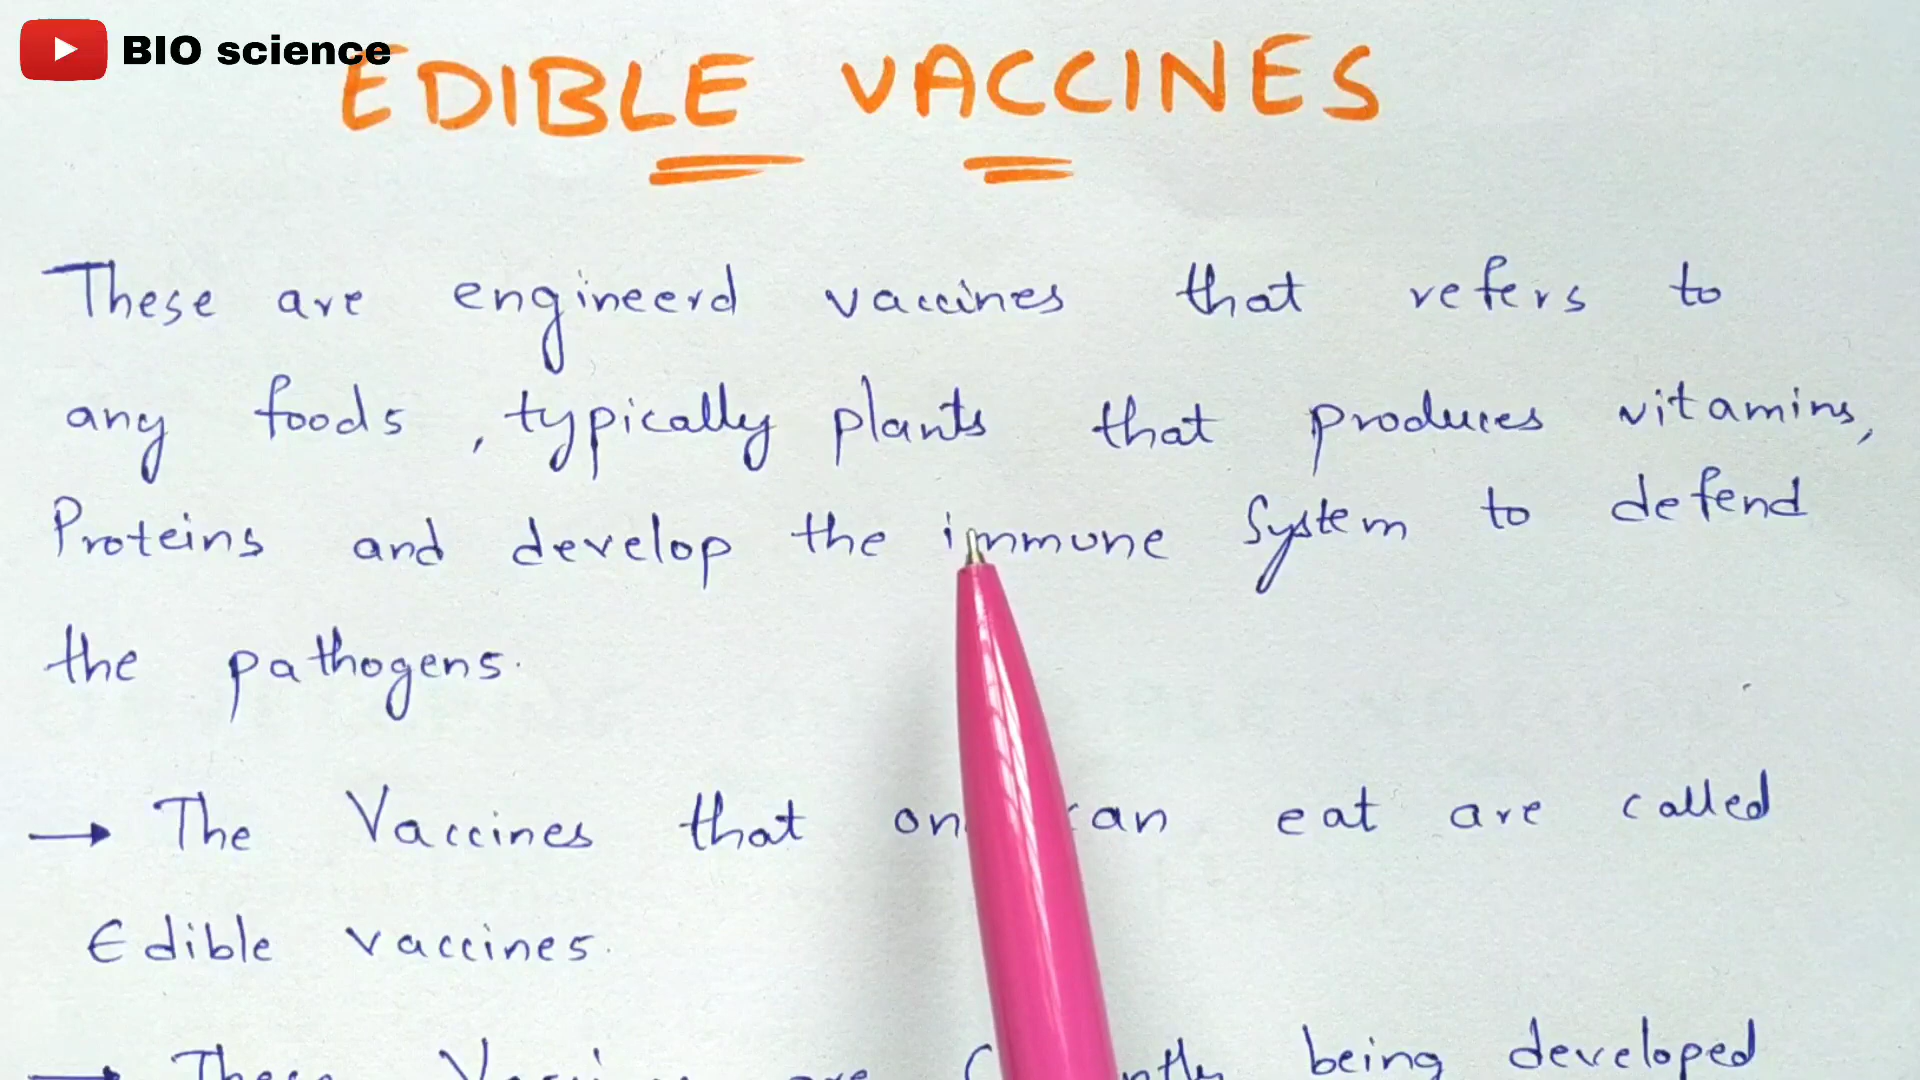 BIO science
EDIBLE VACCINES
These are engineerd vaccines that refers to
any foods, typically plants that produces vitamins,
Proteins and develop the immune System to defend
the pathogens.
→ The Vaccines that can eat are called
Edible vaccines.
→ These are being developed